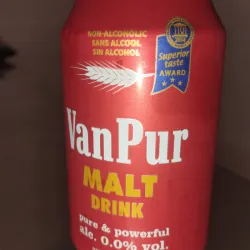 NON-ALCOHOLIC
SANS ALCOOL
SIN ALCOHOL
Superior
taste
AWARD
VanPur
MALT
DRINK
pure & powerful
alc. 0.0% vol.